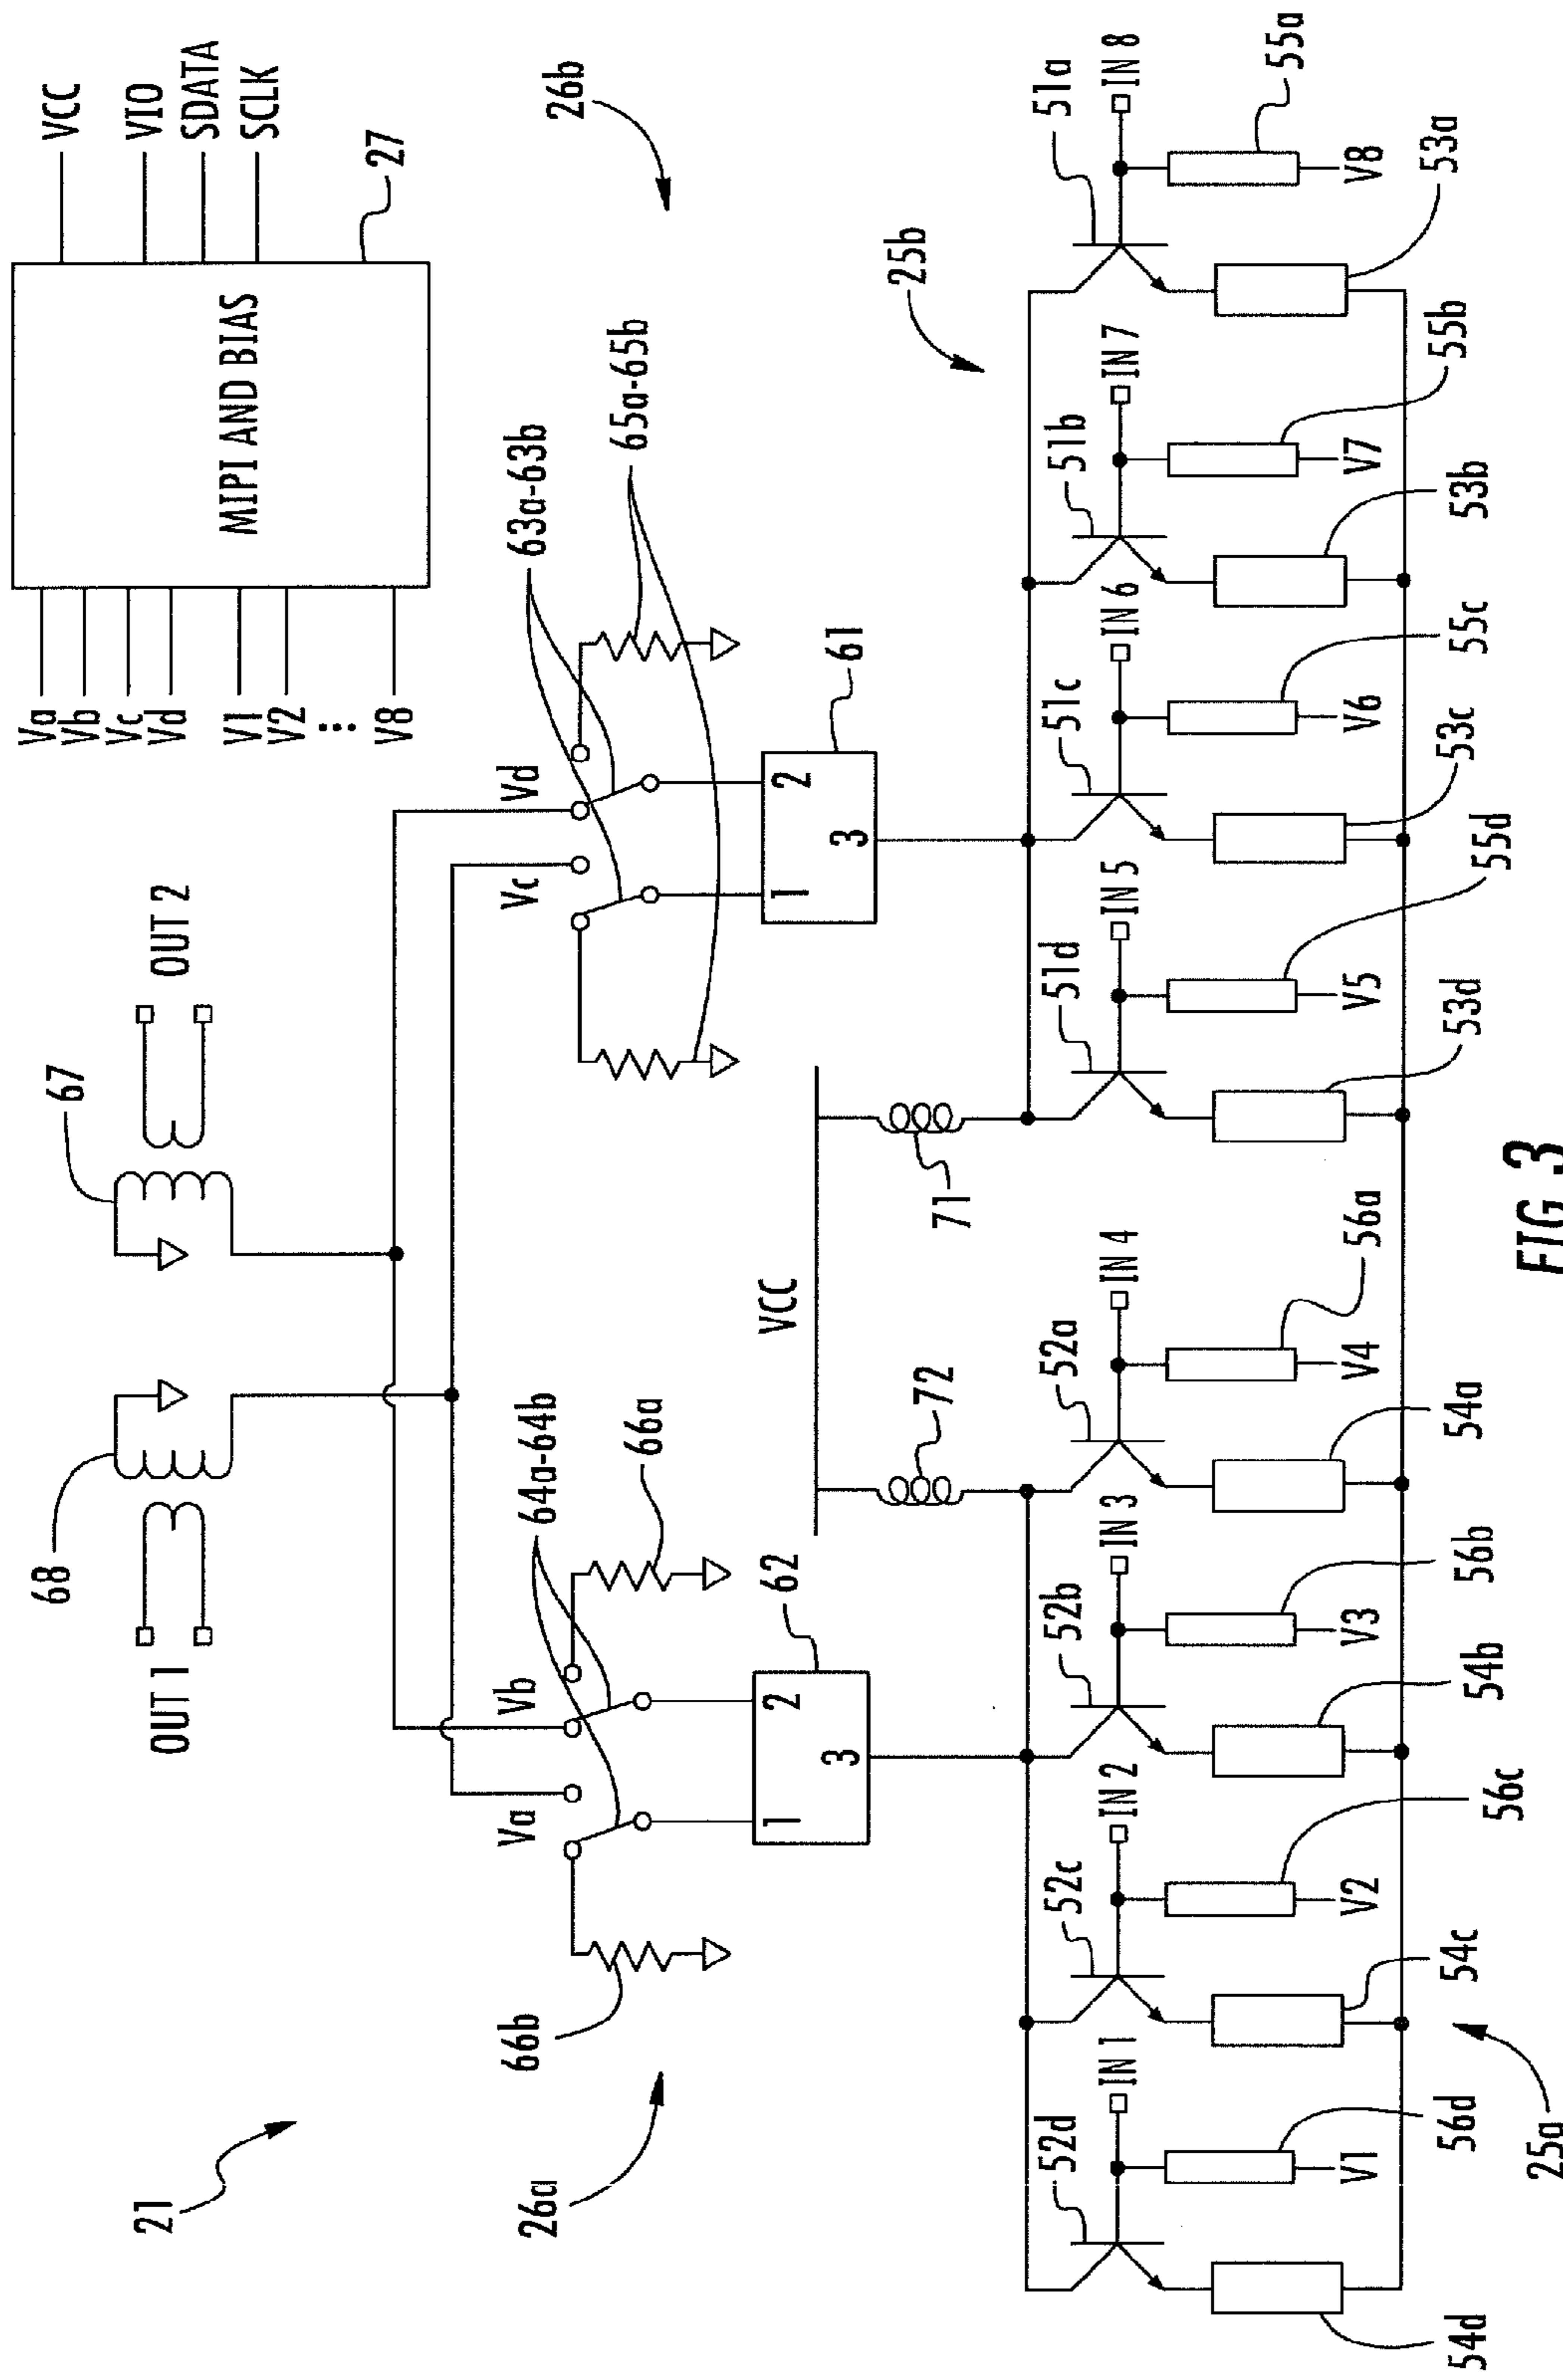 21
OUT 1
68
67
OUT 2
Va
Vb
Vc
Vd
V1
V2
⋮
V8
MIPI AND BIAS
VCC
VIO
SDATA
SCLK
27
26a
66b
Va
Vb
64a-64b
66a
Vc
Vd
63a-63b
65a-65b
26b
1
2
3
62
VCC
72
71
1
2
3
61
25b
52d
IN 1
52c
IN 2
52b
IN 3
52a
IN 4
51d
IN 5
51c
IN 6
51b
IN 7
51a
IN 8
V1
V2
V3
V4
V5
V6
V7
V8
54d
56d
54c
56c
54b
56b
54a
56a
53d
55d
53c
55c
53b
55b
53a
55a
25a
FIG. 3